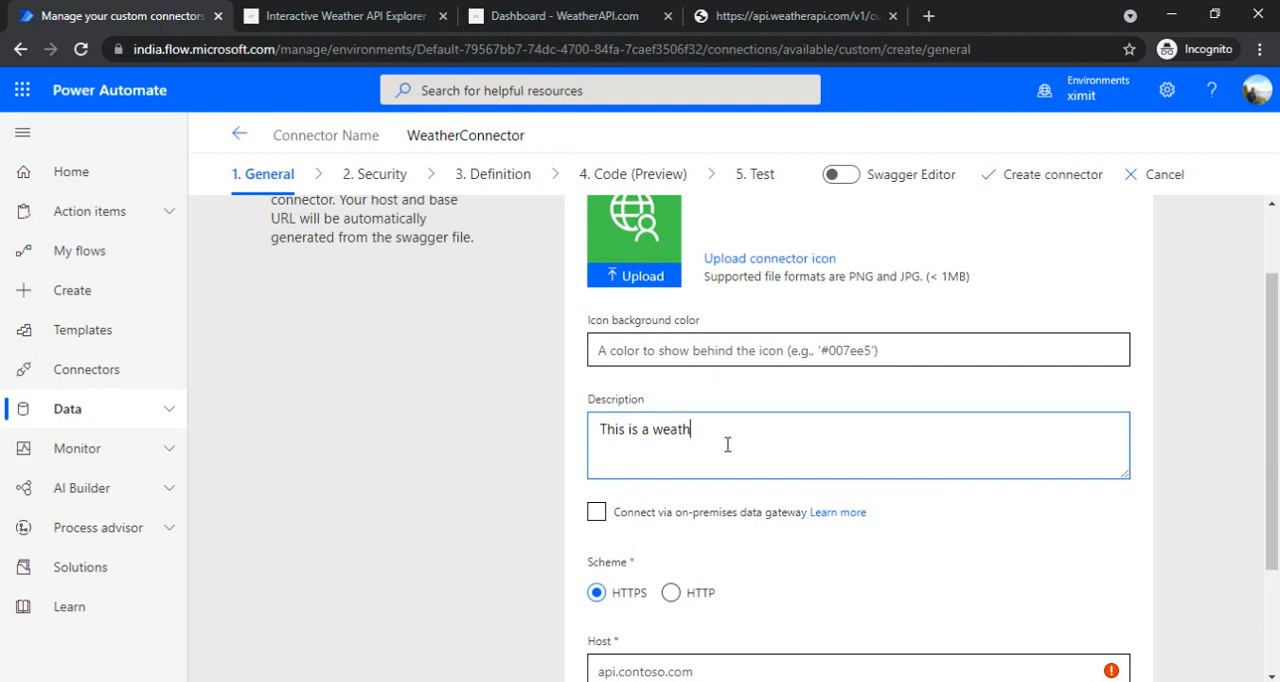 Manage your custom connectors
Interactive Weather API Explorer
Dashboard - WeatherAPI.com
https://api.weatherapi.com/v1/cu
india.flow.microsoft.com/manage/environments/Default-79567bb7-74dc-4700-84fa-7caef3506f32/connections/available/custom/create/general
Incognito
Power Automate
Search for helpful resources
Environments
ximit
?
Connector Name
WeatherConnector
1. General
2. Security
3. Definition
4. Code (Preview)
5. Test
Swagger Editor
Create connector
Cancel
Home
Action items
My flows
Create
Templates
Connectors
Data
Monitor
AI Builder
Process advisor
Solutions
Learn
connector. Your host and base
URL will be automatically
generated from the swagger file.
Upload
Upload connector icon
Supported file formats are PNG and JPG. (< 1MB)
Icon background color
A color to show behind the icon (e.g., '#007ee5')
Description
This is a weath
Connect via on-premises data gateway Learn more
Scheme *
HTTPS
HTTP
Host *
api.contoso.com